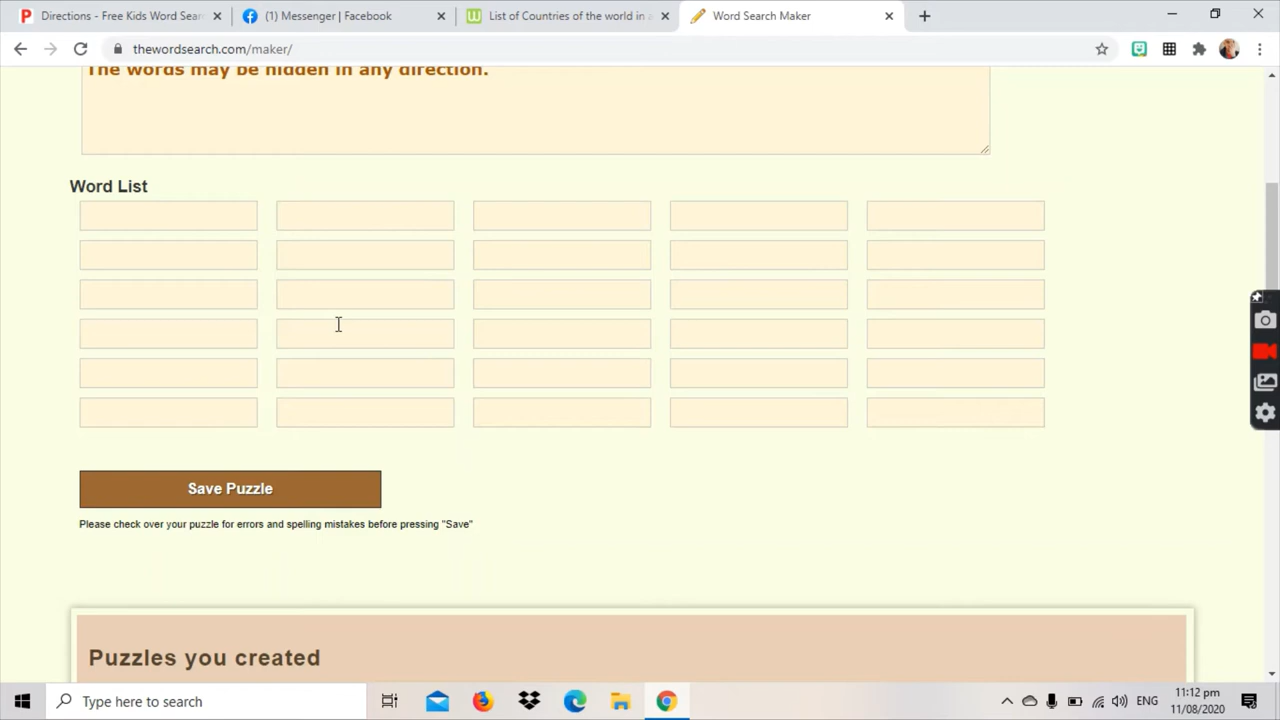 Directions - Free Kids Word Sear
(1) Messenger | Facebook
List of Countries of the world in a
Word Search Maker
thewordsearch.com/maker/
The words may be hidden in any direction.
Word List
Save Puzzle
Please check over your puzzle for errors and spelling mistakes before pressing "Save"
Puzzles you created
Type here to search
ENG
11:12 pm
11/08/2020